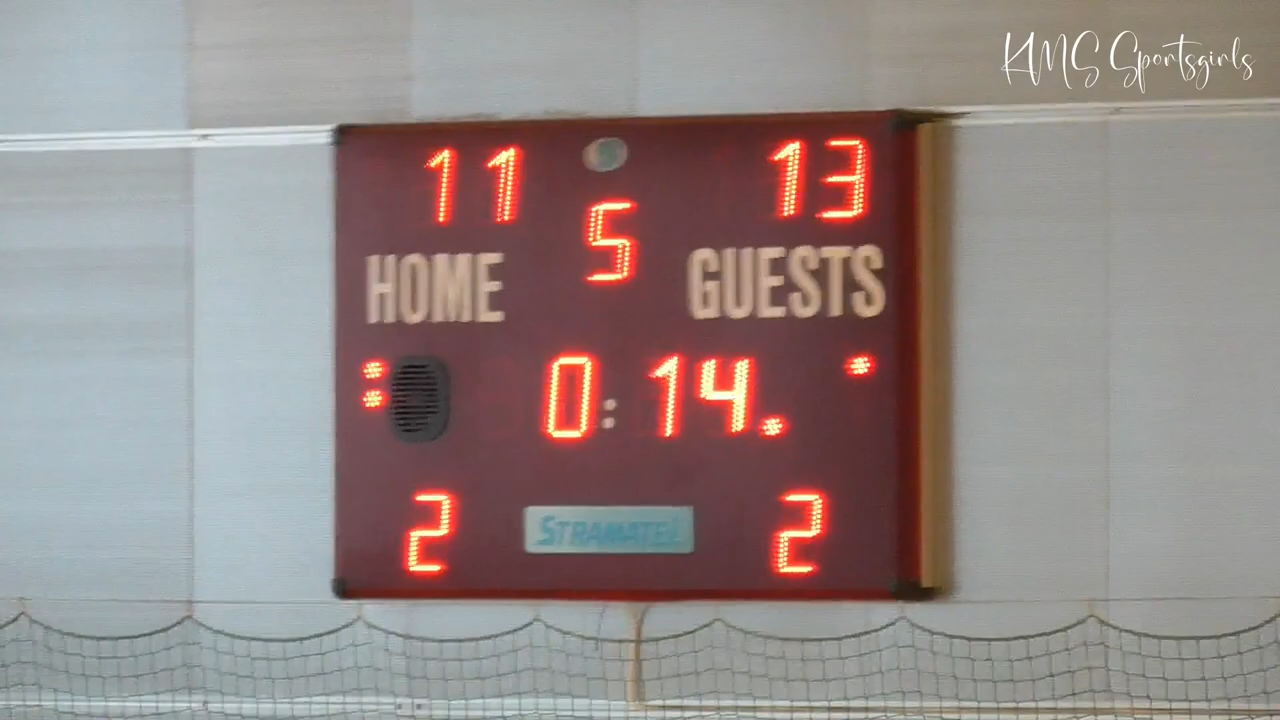 KMS Sportsgirls
11 13
5
HOME GUESTS
0:14.
2 2
STRAMATEL